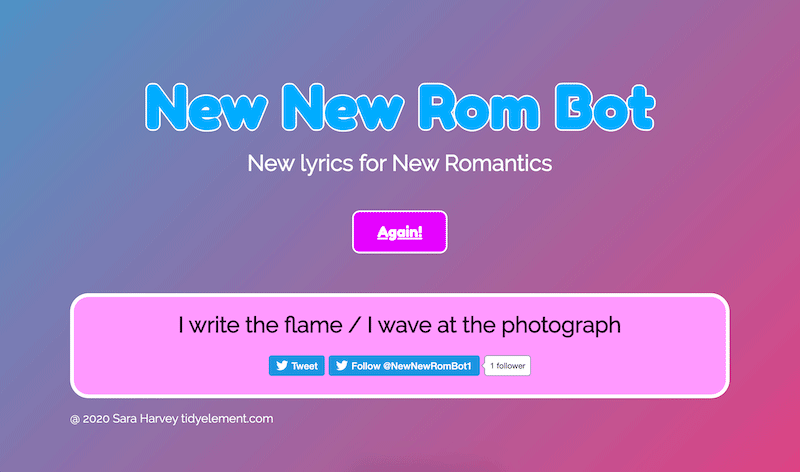 New New Rom Bot
New lyrics for New Romantics
Again!
I write the flame / I wave at the photograph
Tweet Follow @NewNewRomBot1 1 follower
@ 2020 Sara Harvey tidyelement.com